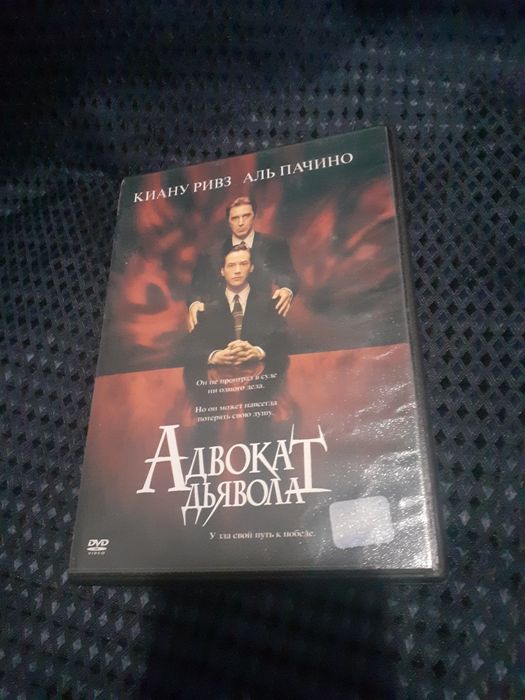 КИАНУ РИВЗ АЛЬ ПАЧИНО
Он не проиграл в суде
ни одного дела.
Но он может навсегда
потерять свою душу.
АДВОКАТ
ДЬЯВОЛА
У зла свой путь к победе.
DVD
VIDEO